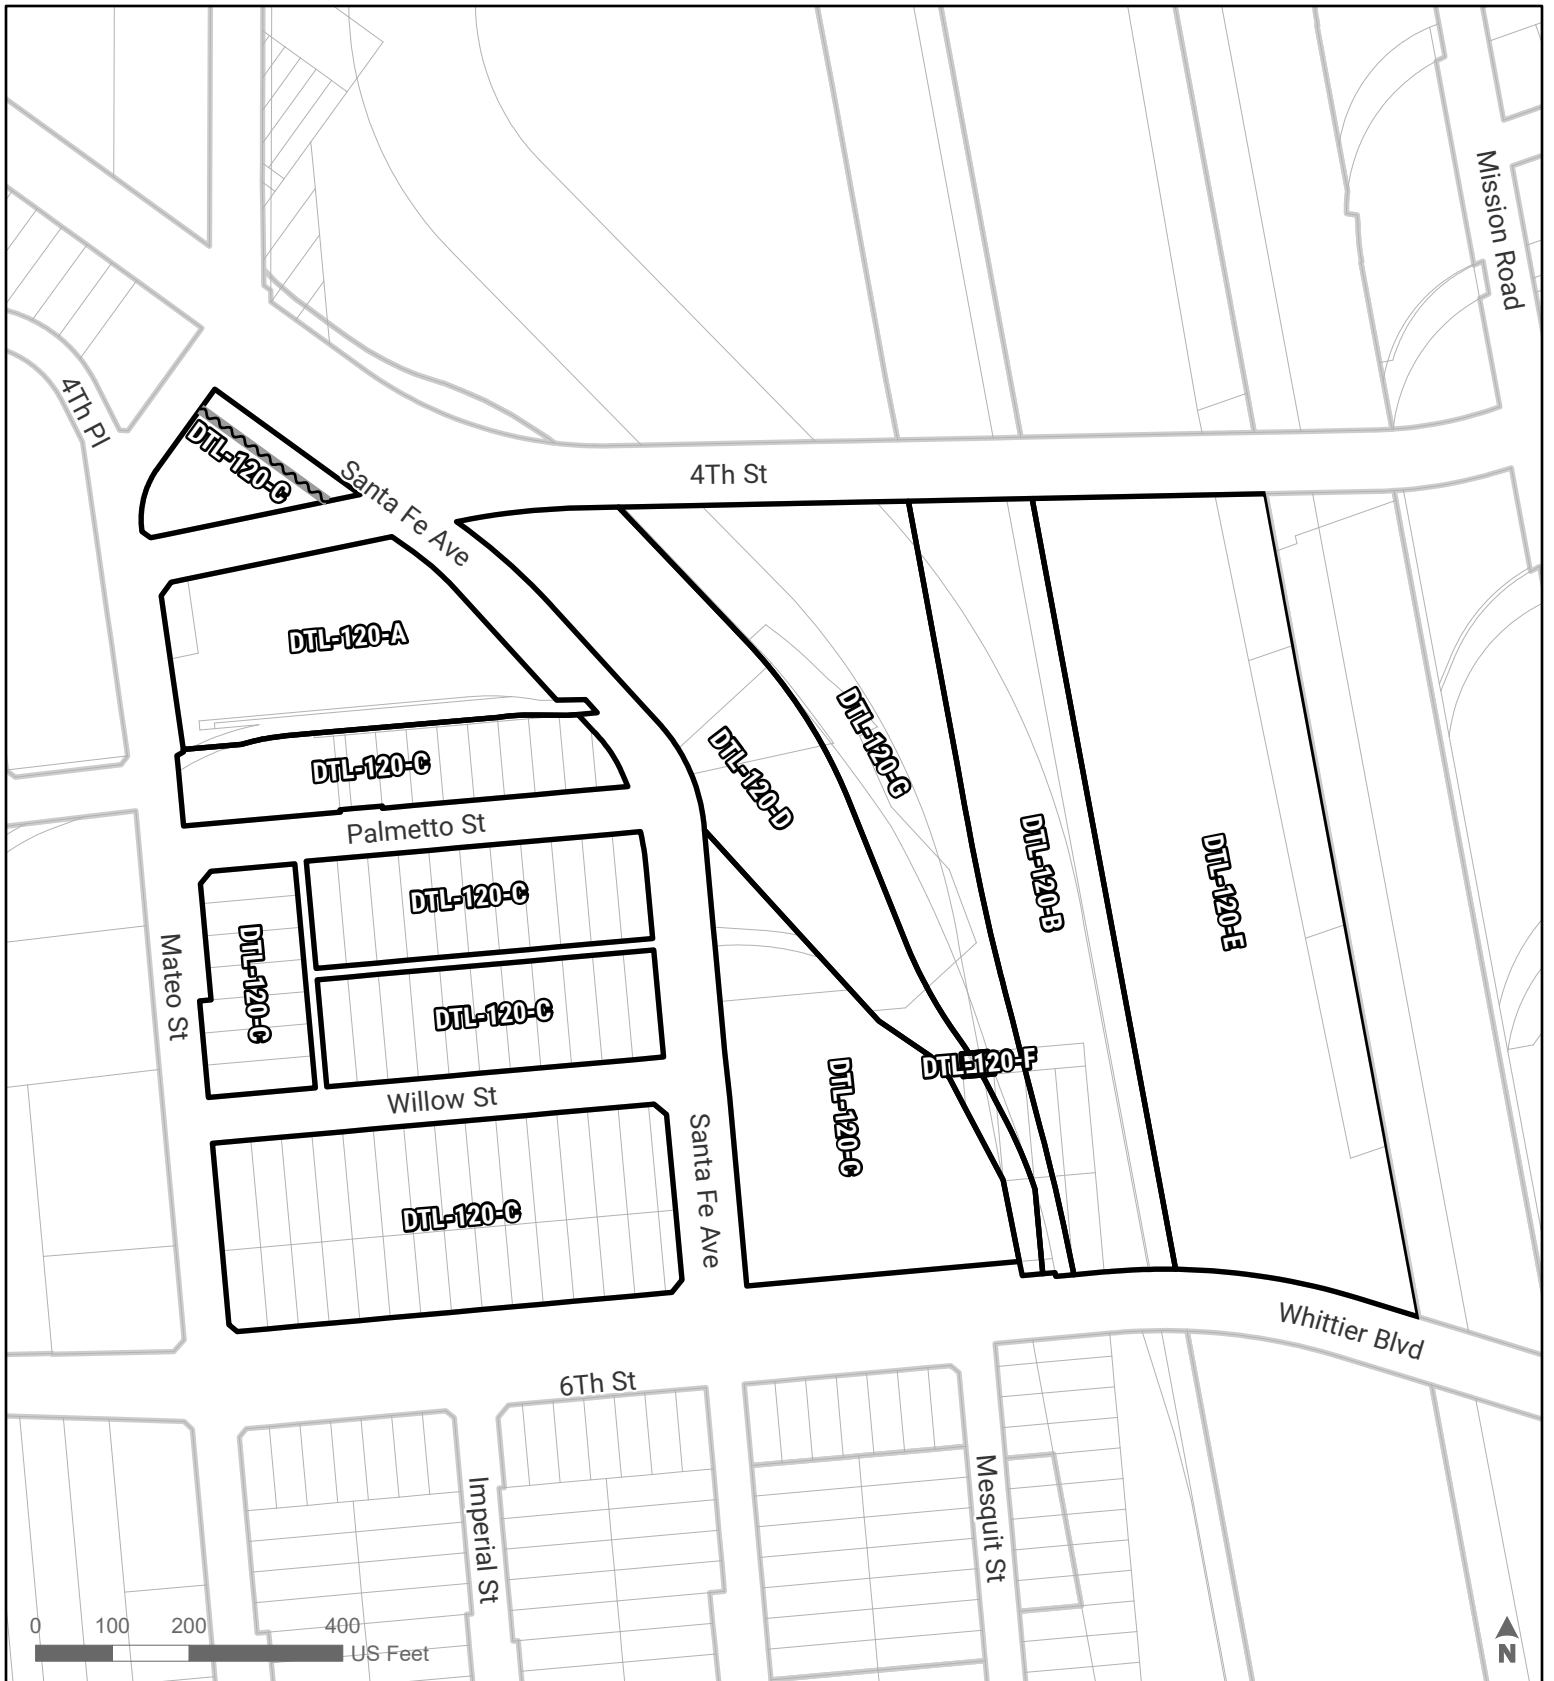 Mission Road
4Th Pl
DTL-120-C
Santa Fe Ave
4Th St
DTL-120-A
DTL-120-G
DTL-120-D
DTL-120-C
DTL-120-B
Palmetto St
DTL-120-E
DTL-120-C
DTL-120-C
Mateo St
DTL-120-C
DTL-120-F
Willow St
DTL-120-C
Santa Fe Ave
DTL-120-C
Whittier Blvd
6Th St
Imperial St
Mesquit St
0 100 200 400
US Feet
N